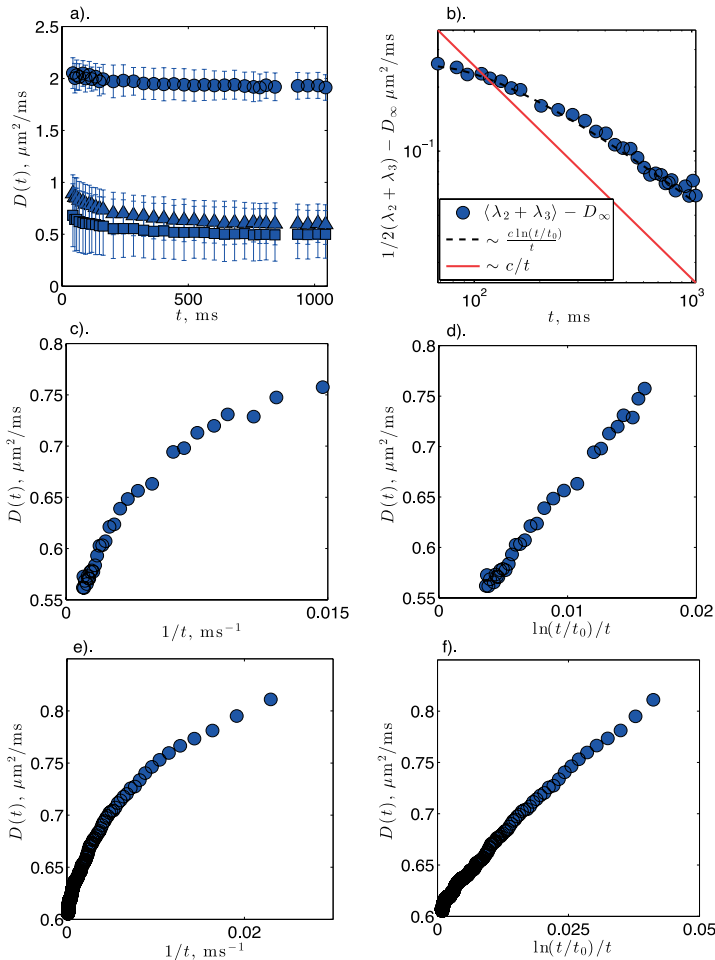 a).
2.5
2
1.5
1
0.5
0
0 500 1000
D(t), μm²/ms
t, ms
b).
10⁻¹
10² 10³
1/2(λ₂ + λ₃) − D∞ μm²/ms
t, ms
⟨λ₂ + λ₃⟩ − D∞
∼ c ln(t/t₀)/t
∼ c/t
c).
0.8
0.75
0.7
0.65
0.6
0.55
0 0.015
D(t), μm²/ms
1/t, ms⁻¹
d).
0.8
0.75
0.7
0.65
0.6
0.55
0 0.01 0.02
D(t), μm²/ms
ln(t/t₀)/t
e).
0.8
0.75
0.7
0.65
0.6
0 0.02
D(t), μm²/ms
1/t, ms⁻¹
f).
0.8
0.75
0.7
0.65
0.6
0 0.025 0.05
D(t), μm²/ms
ln(t/t₀)/t